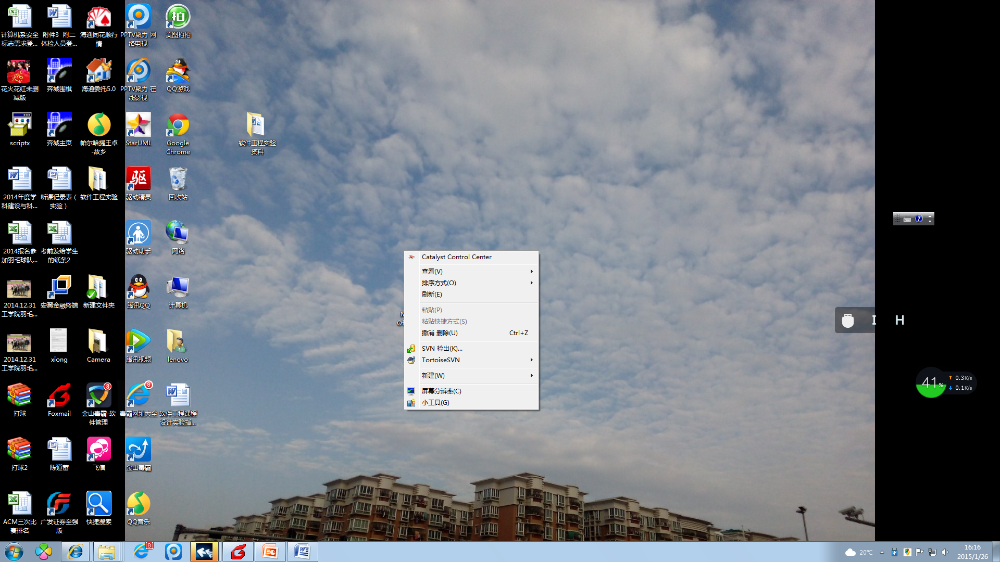 计算机系安全
标志需求登...
附件3 附二
体检人员登...
海通同花顺行
情
PPTV聚力 网
络电视
美图拍拍
花火花红未删
减版
弈城围棋
海通委托5.0
PPTV聚力 在
线影视
QQ游戏
scriptx
弈城主页
帕尔哈提王卓
-故乡
StarUML
Google
Chrome
软件工程实验
资料
2014年度学
科建设与科...
听课记录表（
实验）
软件工程实验
驱动精灵
回收站
2014报名参
加羽毛球队...
考前发给学生
的纸条2
驱动助手
网络
2014.12.31
工学院羽毛...
安翼金融终端
新建文件夹
腾讯QQ
计算机
2014.12.31
工学院羽毛...
xiong
Camera
腾讯视频
lenovo
打球
Foxmail
8
金山毒霸-软
件管理
8
毒霸网址大全
软件工程课程
设计实验指...
打球2
陈道蓄
飞信
金山毒霸
ACM三次比
赛排名
广发证券至强
版
快捷搜索
QQ音乐
Catalyst Control Center
查看(V)
排序方式(O)
刷新(E)
粘贴(P)
粘贴快捷方式(S)
撤消 删除(U) Ctrl+Z
SVN 检出(K)...
TortoiseSVN
新建(W)
屏幕分辨率(C)
小工具(G)
I H
41%
0.3K/s
0.1K/s
8
20℃
16:16
2015/1/26